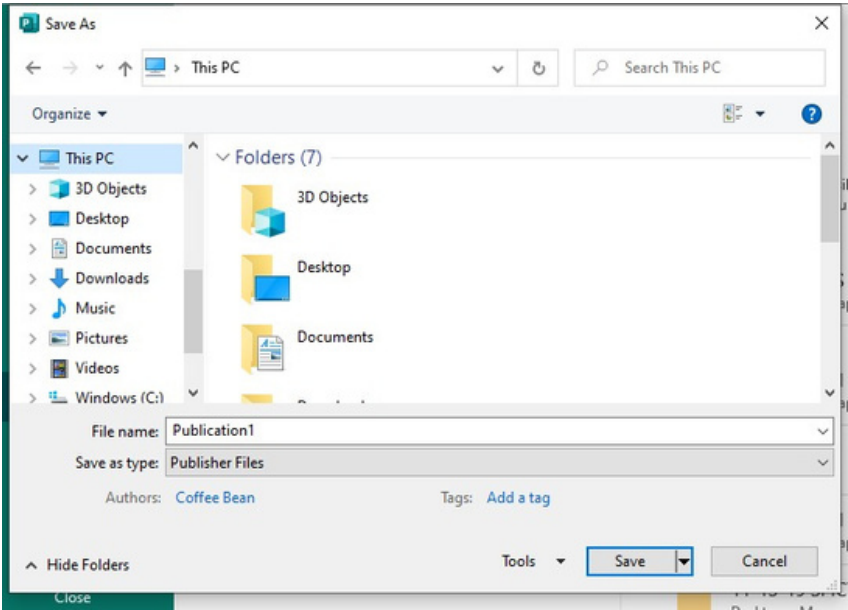 Save As
This PC
Search This PC
Organize
This PC
3D Objects
Desktop
Documents
Downloads
Music
Pictures
Videos
Windows (C:)
Folders (7)
3D Objects
Desktop
Documents
File name: Publication1
Save as type: Publisher Files
Authors: Coffee Bean Tags: Add a tag
Hide Folders Tools Save Cancel
Close